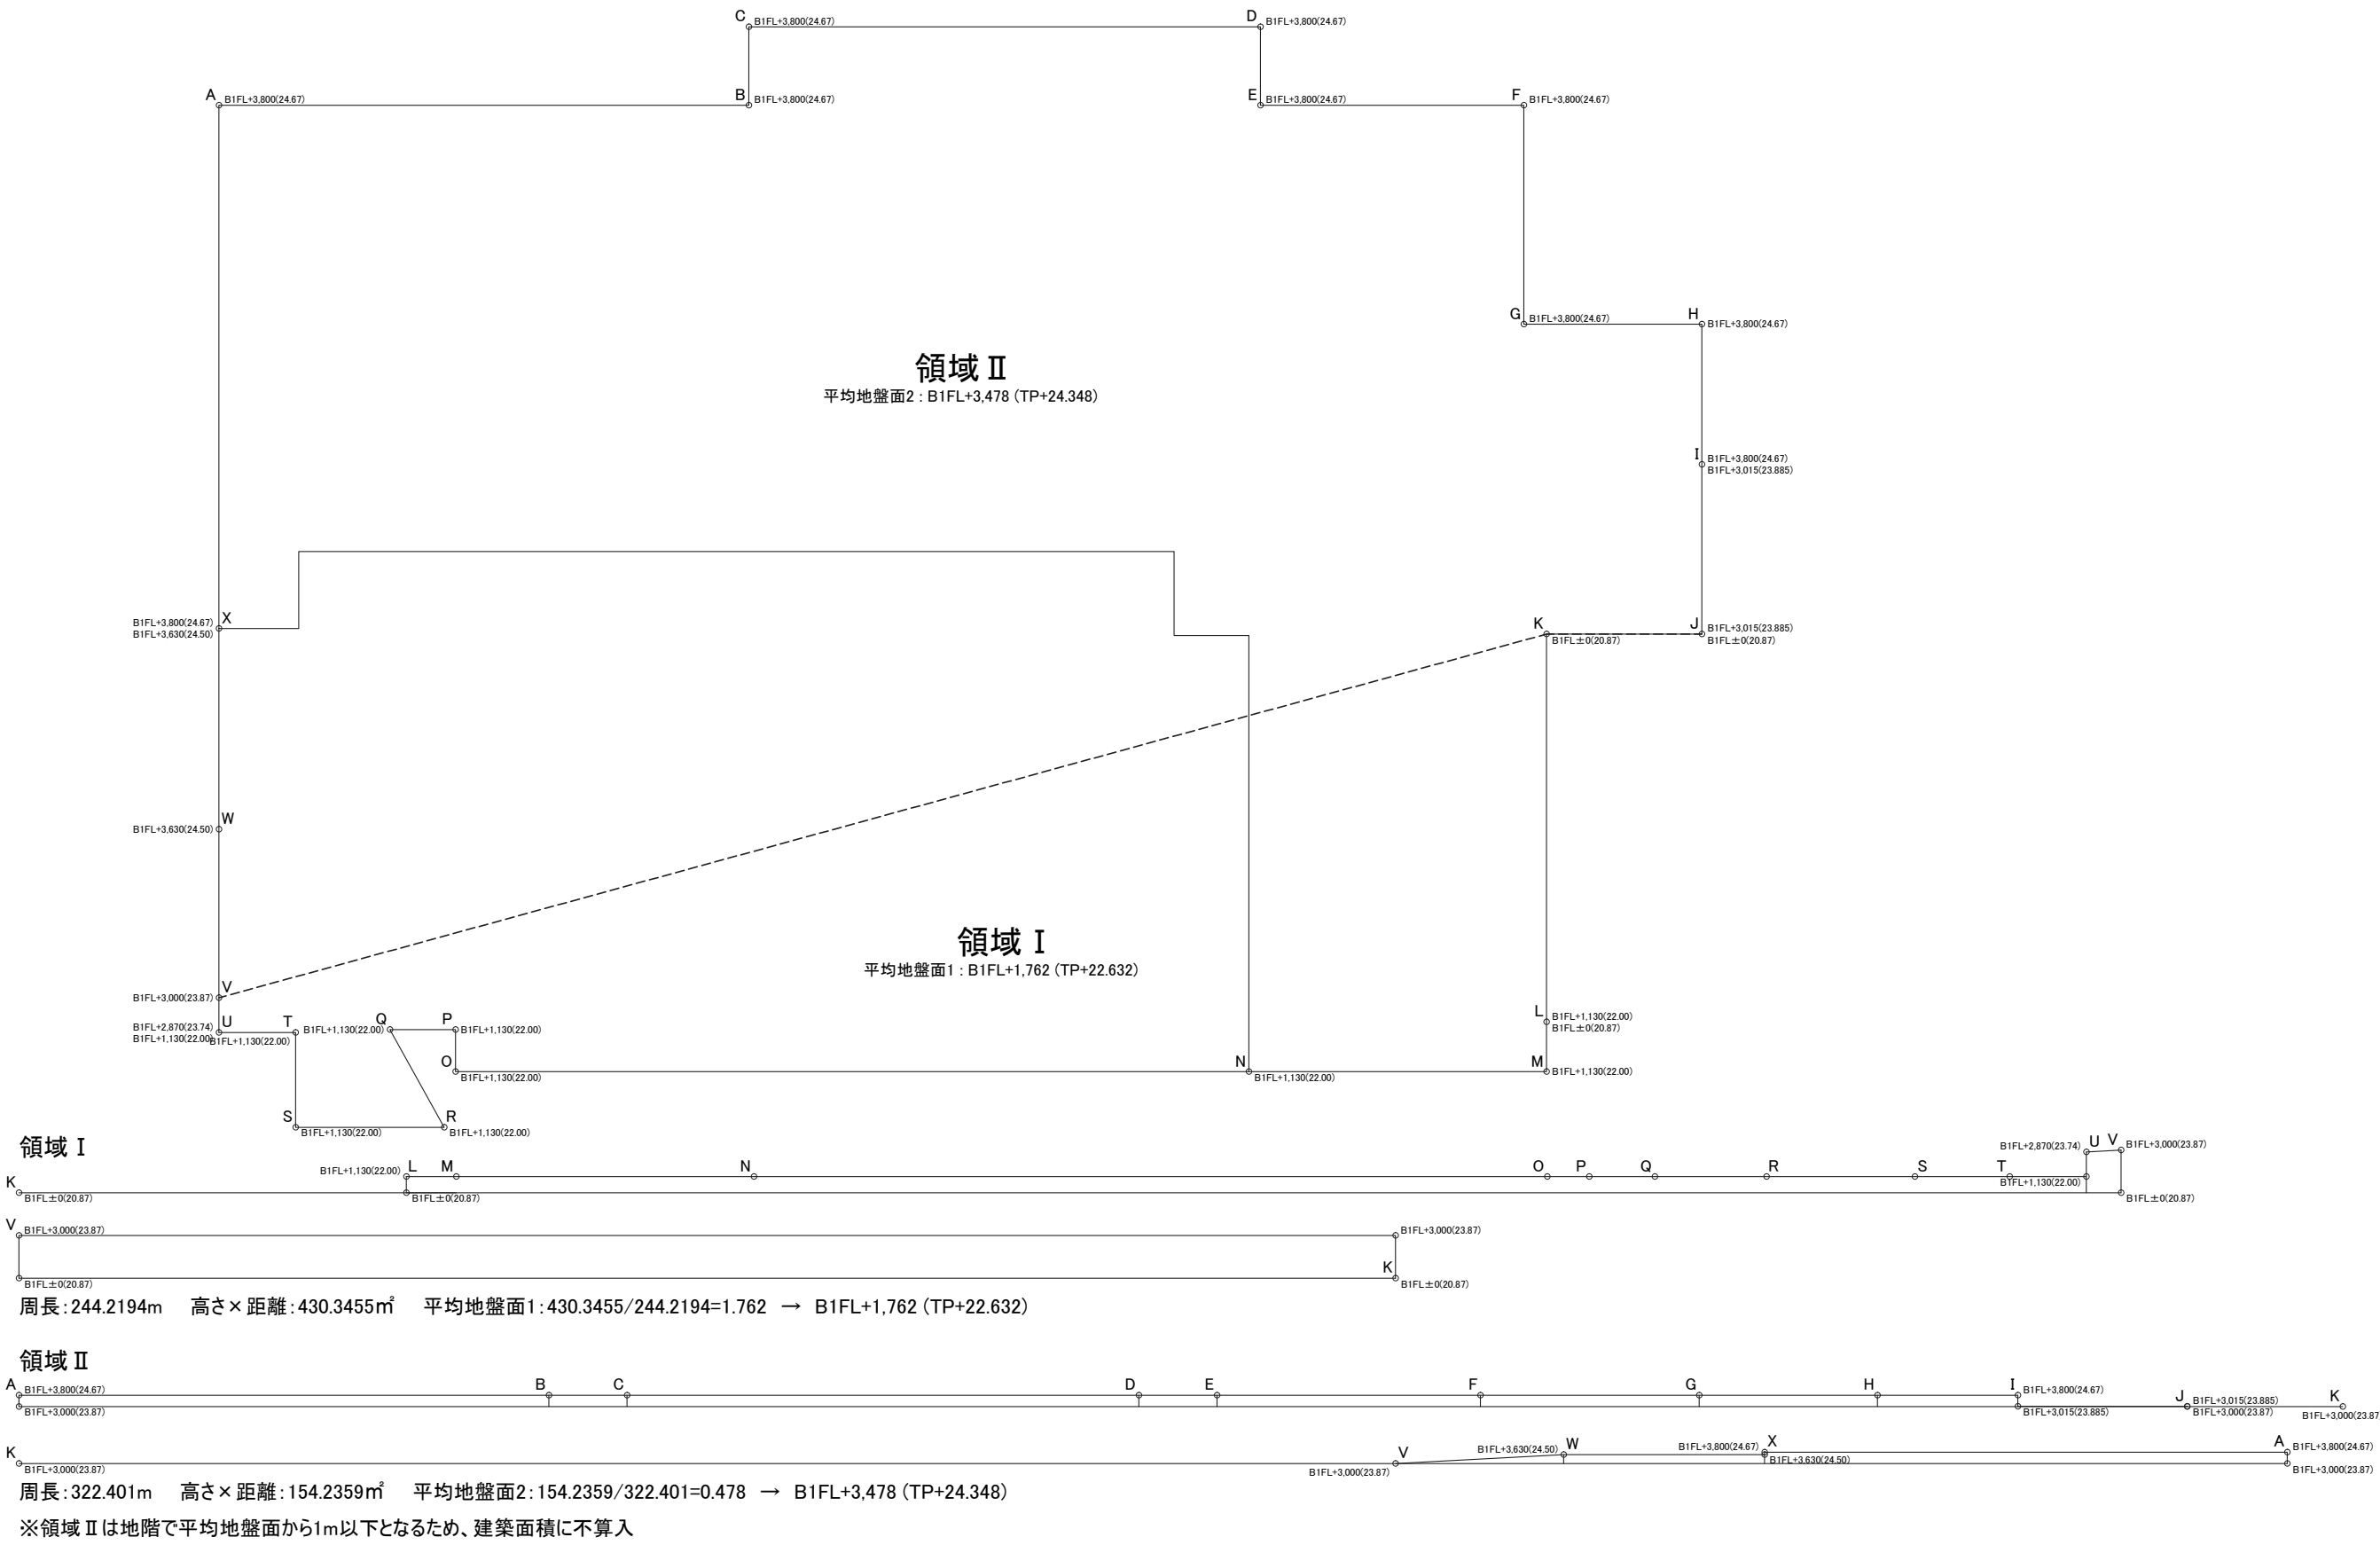 C B1FL+3,800(24.67)
D B1FL+3,800(24.67)
A B1FL+3,800(24.67)
B B1FL+3,800(24.67)
E B1FL+3,800(24.67)
F B1FL+3,800(24.67)
G B1FL+3,800(24.67)
H B1FL+3,800(24.67)
領域Ⅱ
平均地盤面2 : B1FL+3,478 (TP+24.348)
I B1FL+3,800(24.67)
B1FL+3,015(23.885)
X B1FL+3,800(24.67)
B1FL+3,630(24.50)
K B1FL±0(20.87)
J B1FL+3,015(23.885)
B1FL±0(20.87)
W B1FL+3,630(24.50)
領域Ⅰ
平均地盤面1 : B1FL+1,762 (TP+22.632)
V B1FL+3,000(23.87)
U B1FL+2,870(23.74)
B1FL+1,130(22.00)
T B1FL+1,130(22.00)
Q B1FL+1,130(22.00)
P B1FL+1,130(22.00)
L B1FL+1,130(22.00)
B1FL±0(20.87)
O B1FL+1,130(22.00)
N B1FL+1,130(22.00)
M B1FL+1,130(22.00)
S B1FL+1,130(22.00)
R B1FL+1,130(22.00)
領域Ⅰ
K B1FL±0(20.87)
B1FL+1,130(22.00) L
B1FL±0(20.87)
M
N
O
P
Q
R
S
T
B1FL+1,130(22.00)
B1FL+2,870(23.74) U
V B1FL+3,000(23.87)
B1FL±0(20.87)
V B1FL+3,000(23.87)
B1FL±0(20.87)
B1FL+3,000(23.87)
K B1FL±0(20.87)
周長:244.2194m 高さ×距離:430.3455㎡ 平均地盤面1:430.3455/244.2194=1.762 → B1FL+1,762 (TP+22.632)
領域Ⅱ
A B1FL+3,800(24.67)
B1FL+3,000(23.87)
B
C
D
E
F
G
H
I B1FL+3,800(24.67)
B1FL+3,015(23.885)
J B1FL+3,015(23.885)
B1FL+3,000(23.87)
K
B1FL+3,000(23.87
K B1FL+3,000(23.87)
V
B1FL+3,000(23.87)
B1FL+3,630(24.50) W
B1FL+3,800(24.67) X
B1FL+3,630(24.50)
A B1FL+3,800(24.67)
B1FL+3,000(23.87)
周長:322.401m 高さ×距離:154.2359㎡ 平均地盤面2:154.2359/322.401=0.478 → B1FL+3,478 (TP+24.348)
※領域Ⅱは地階で平均地盤面から1m以下となるため、建築面積に不算入